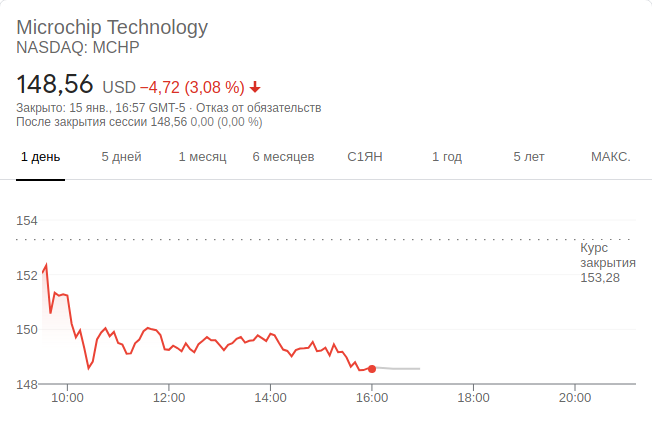 Microchip Technology
NASDAQ: MCHP
148,56 USD −4,72 (3,08 %)
Закрыто: 15 янв., 16:57 GMT-5 · Отказ от обязательств
После закрытия сессии 148,56 0,00 (0,00 %)
1 день 5 дней 1 месяц 6 месяцев С1ЯН 1 год 5 лет МАКС.
154
Курс
закрытия
152
153,28
150
148
10:00 12:00 14:00 16:00 18:00 20:00